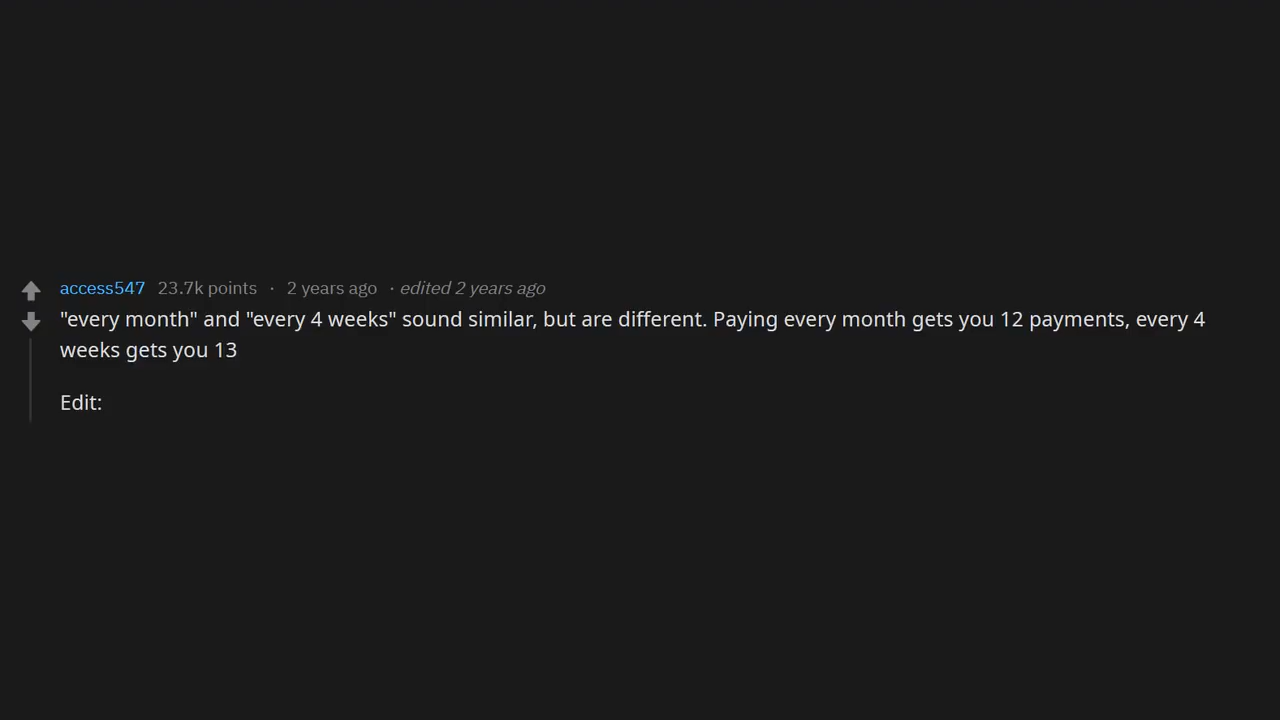 access547 23.7k points · 2 years ago · edited 2 years ago
"every month" and "every 4 weeks" sound similar, but are different. Paying every month gets you 12 payments, every 4
weeks gets you 13
Edit: